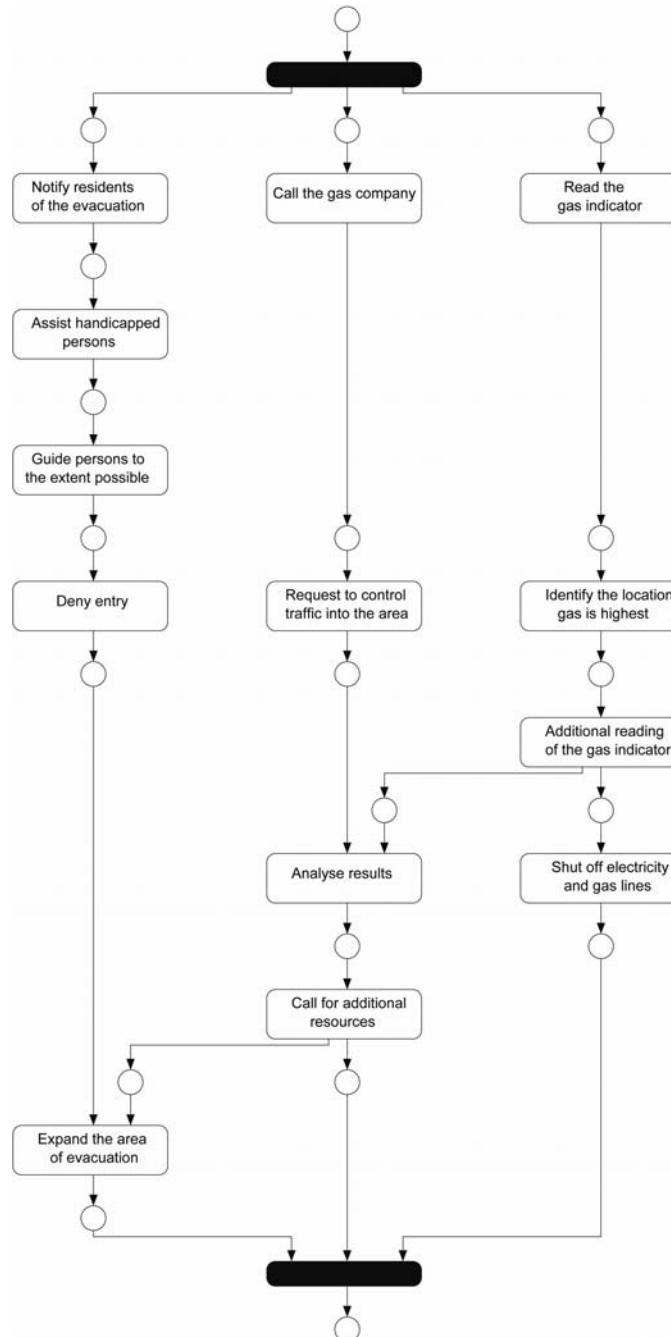 Notify residents
of the evacuation
Call the gas company
Read the
gas indicator
Assist handicapped
persons
Guide persons to
the extent possible
Deny entry
Request to control
traffic into the area
Identify the location
gas is highest
Additional reading
of the gas indicator
Analyse results
Shut off electricity
and gas lines
Call for additional
resources
Expand the area
of evacuation